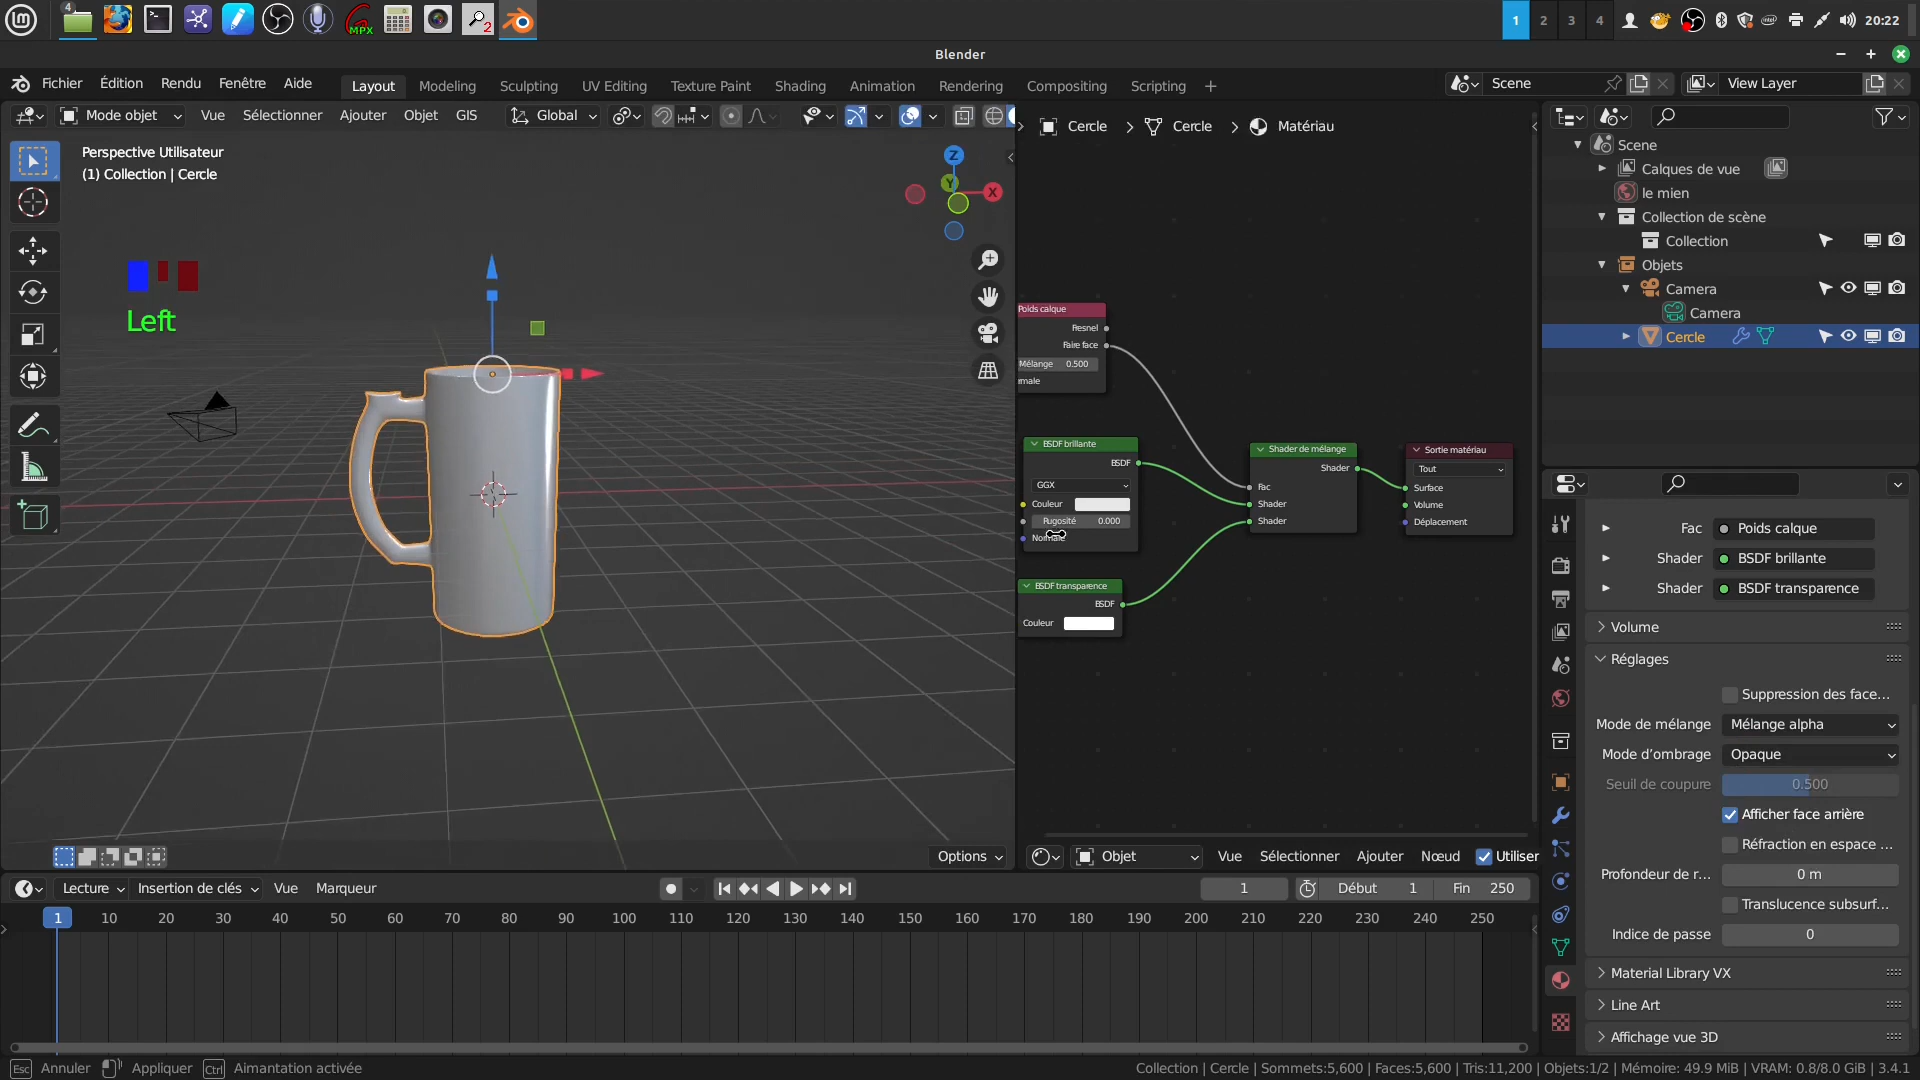 4
MPX
2
1 2 3 4
20:22
Blender
Fichier Édition Rendu Fenêtre Aide
Layout Modeling Sculpting UV Editing Texture Paint Shading Animation Rendering Compositing Scripting +
Scene
View Layer
Mode objet Vue Sélectionner Ajouter Objet GIS Global
Perspective Utilisateur
(1) Collection | Cercle
Z
Y
X
Left
Options
Cercle > Cercle > Matériau
Poids calque
Fresnel
Faire face
Mélange 0.500
rmale
BSDF brillante
BSDF
GGX
Couleur
Rugosité 0.000
Normale
BSDF transparence
BSDF
Couleur
Shader de mélange
Shader
Fac
Shader
Shader
Sortie matériau
Tout
Surface
Volume
Déplacement
Objet Vue Sélectionner Ajouter Nœud Utiliser
Scene
Calques de vue
le mien
Collection de scène
Collection
Objets
Camera
Camera
Cercle
Fac Poids calque
Shader BSDF brillante
Shader BSDF transparence
Volume
Réglages
Suppression des face...
Mode de mélange Mélange alpha
Mode d'ombrage Opaque
Seuil de coupure 0.500
Afficher face arrière
Réfraction en espace ...
Profondeur de r... 0 m
Translucence subsurf...
Indice de passe 0
Material Library VX
Line Art
Affichage vue 3D
Lecture Insertion de clés Vue Marqueur
1 Début 1 Fin 250
1 10 20 30 40 50 60 70 80 90 100 110 120 130 140 150 160 170 180 190 200 210 220 230 240 250
Esc Annuler Appliquer Ctrl Aimantation activée
Collection | Cercle | Sommets:5,600 | Faces:5,600 | Tris:11,200 | Objets:1/2 | Mémoire: 49.9 MiB | VRAM: 0.8/8.0 GiB | 3.4.1